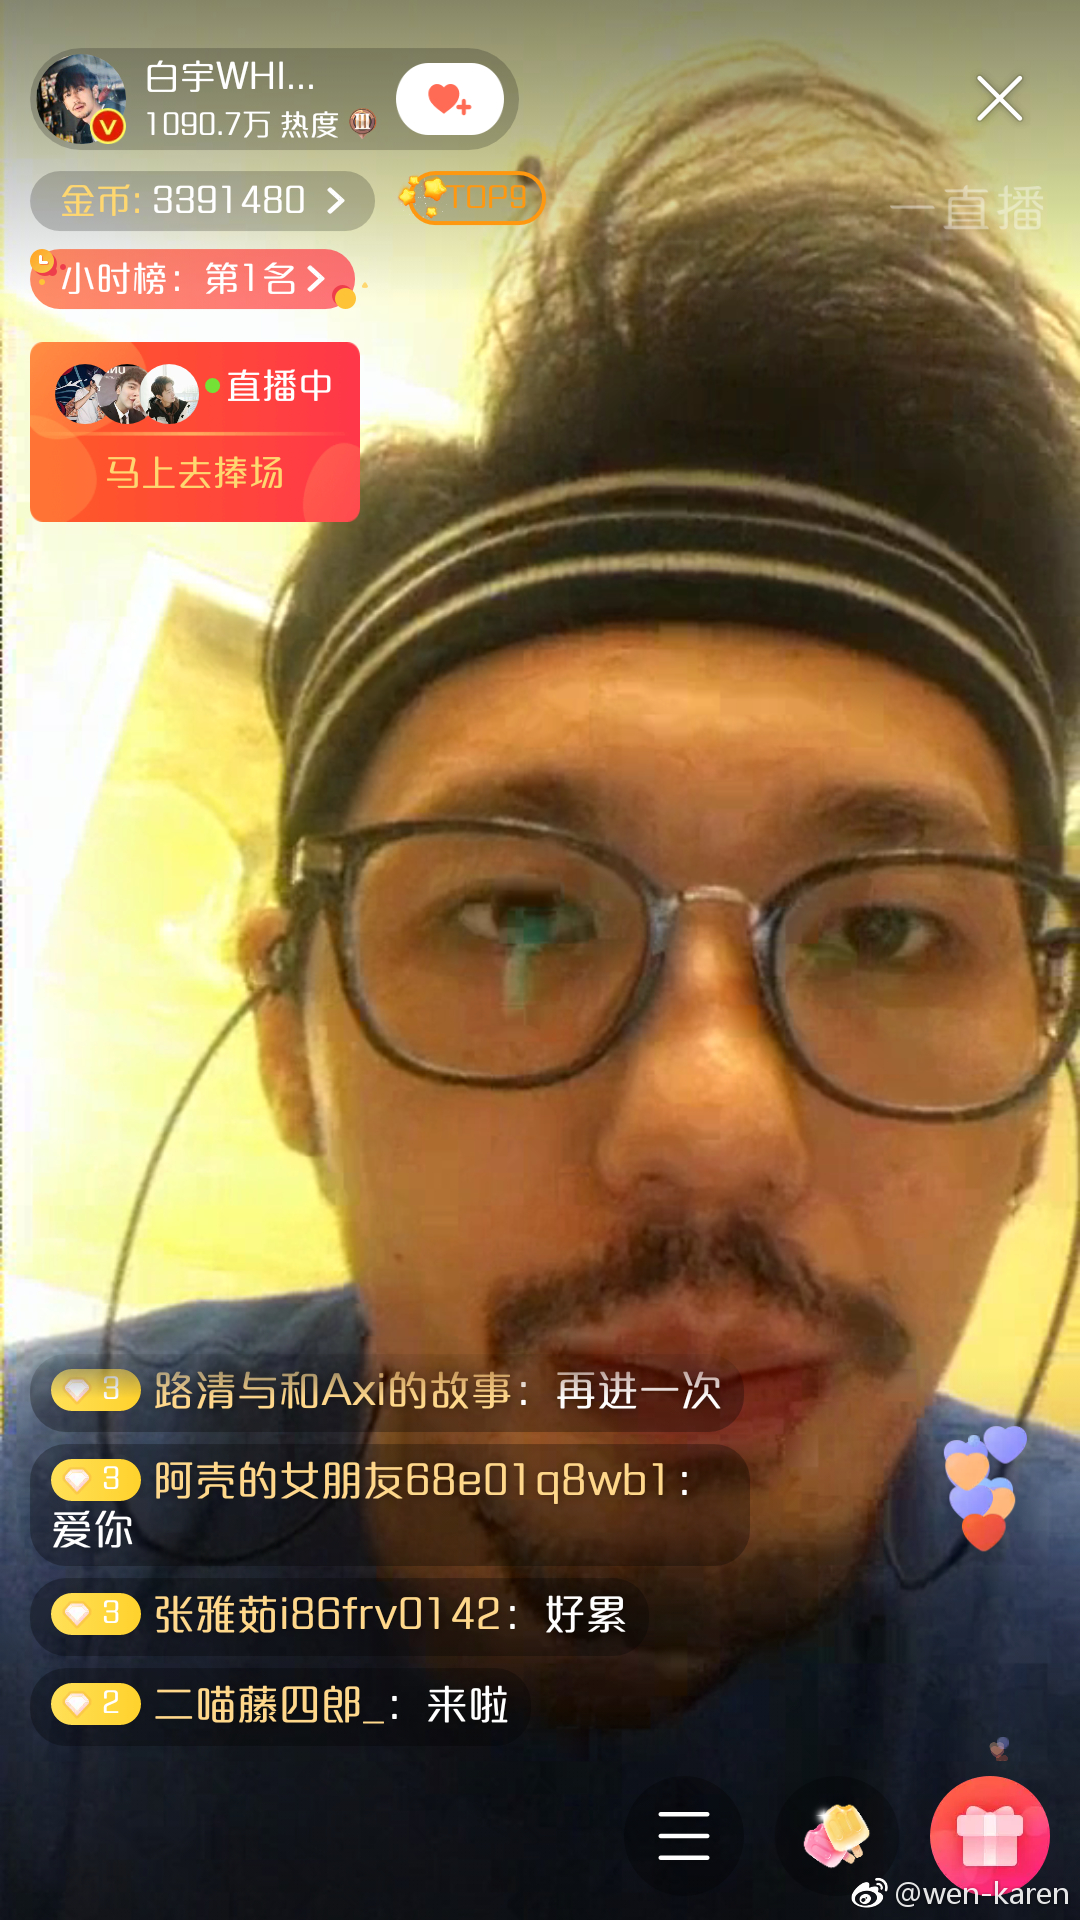 白宇WHI...
1090.7万 热度
金币: 3391480
TOP9
一直播
小时榜: 第1名
直播中
马上去捧场
3 路清与和Axi的故事: 再进一次
3 阿壳的女朋友68e01q8wb1:
爱你
3 张雅茹i86frv0142: 好累
2 二喵藤四郎_: 来啦
@wen-karen